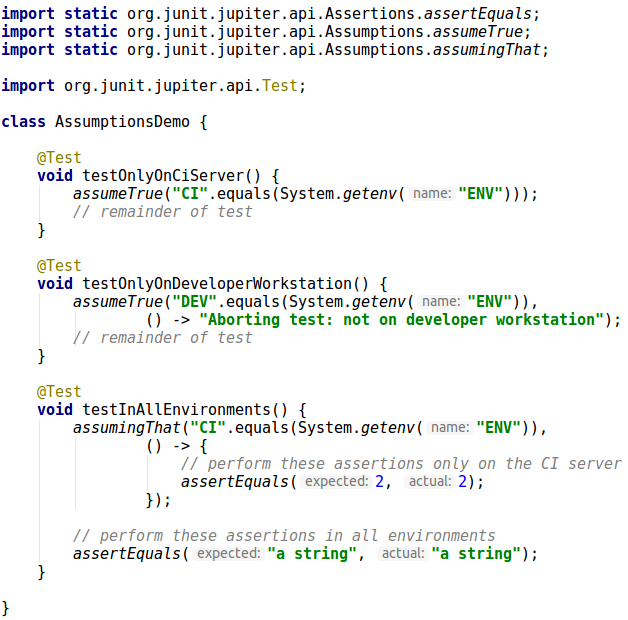 import static org.junit.jupiter.api.Assertions.assertEquals;
import static org.junit.jupiter.api.Assumptions.assumeTrue;
import static org.junit.jupiter.api.Assumptions.assumingThat;

import org.junit.jupiter.api.Test;

class AssumptionsDemo {

    @Test
    void testOnlyOnCiServer() {
        assumeTrue("CI".equals(System.getenv( name: "ENV")));
        // remainder of test
    }

    @Test
    void testOnlyOnDeveloperWorkstation() {
        assumeTrue("DEV".equals(System.getenv( name: "ENV")),
                () -> "Aborting test: not on developer workstation");
        // remainder of test
    }

    @Test
    void testInAllEnvironments() {
        assumingThat("CI".equals(System.getenv( name: "ENV")),
                () -> {
                    // perform these assertions only on the CI server
                    assertEquals( expected: 2, actual: 2);
                });

        // perform these assertions in all environments
        assertEquals( expected: "a string", actual: "a string");
    }

}